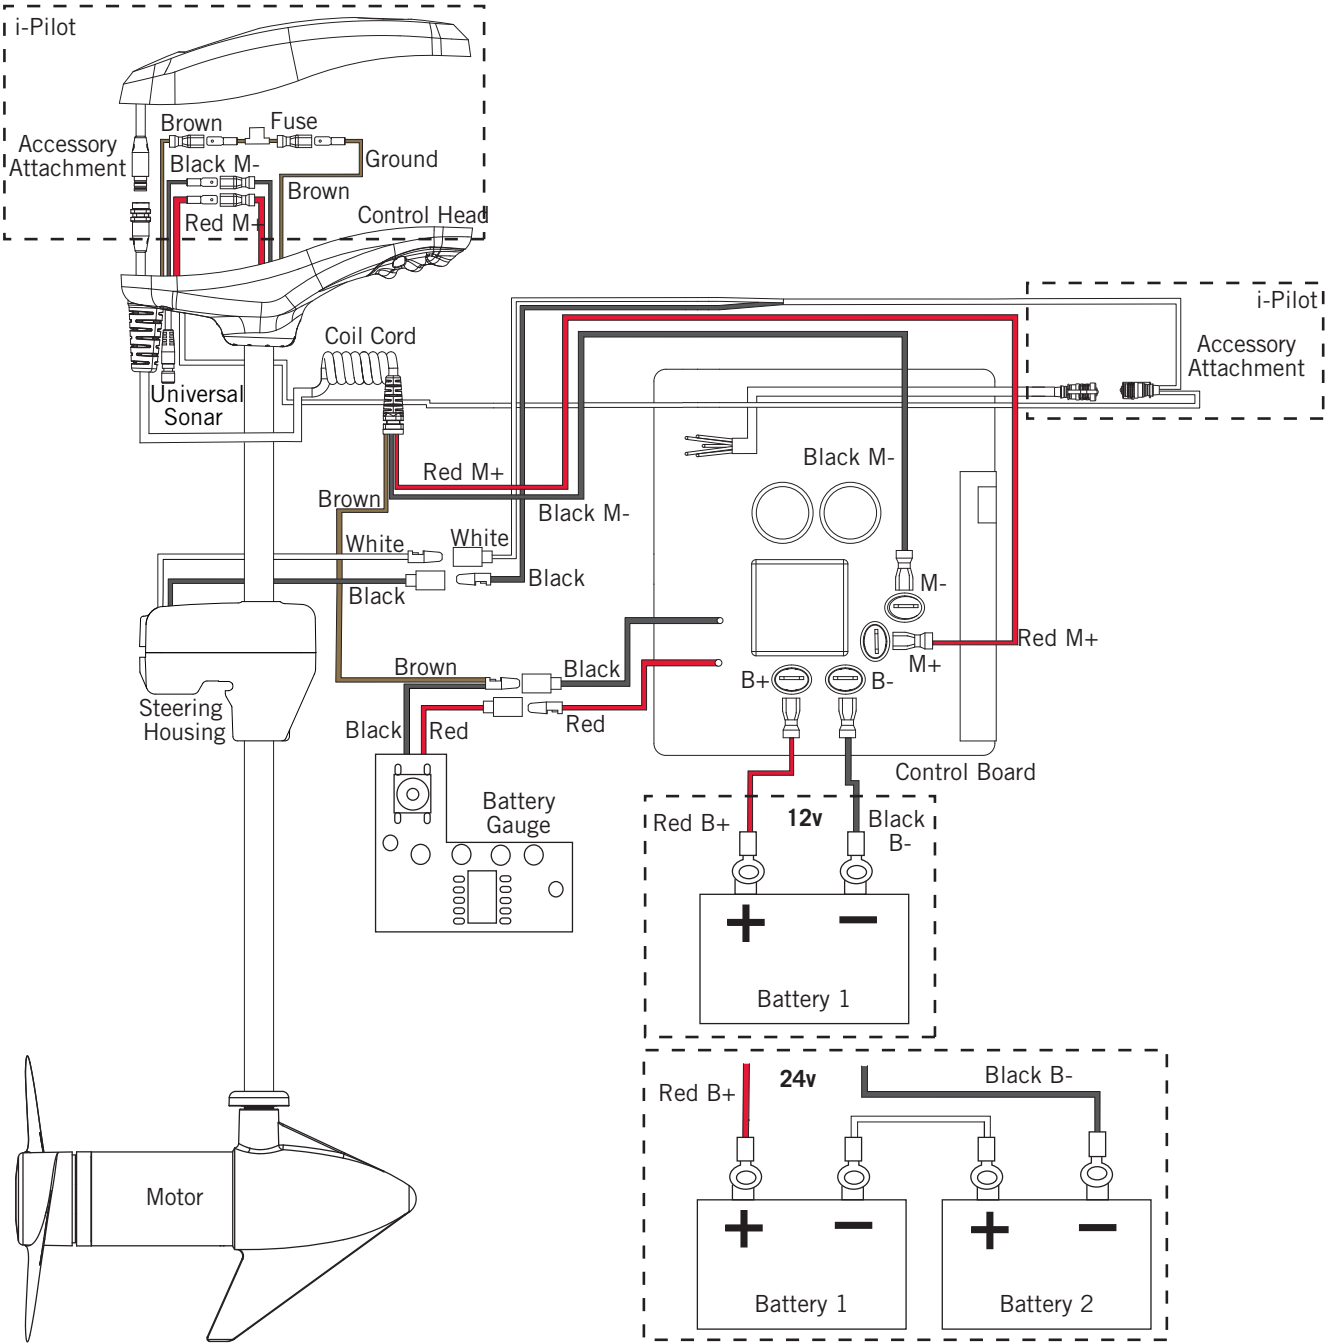 i-Pilot
Brown
Fuse
Accessory
Attachment
Black M-
Ground
Brown
Red M+
Control Head
i-Pilot
Accessory
Attachment
Coil Cord
Universal
Sonar
Red M+
Black M-
Brown
Black M-
White
White
Black
Black
M-
Red M+
M+
Brown
Black
B+
B-
Steering
Housing
Black
Red
Red
Control Board
Battery
Gauge
Red B+
12v
Black
B-
Battery 1
24v
Black B-
Red B+
Motor
Battery 1
Battery 2